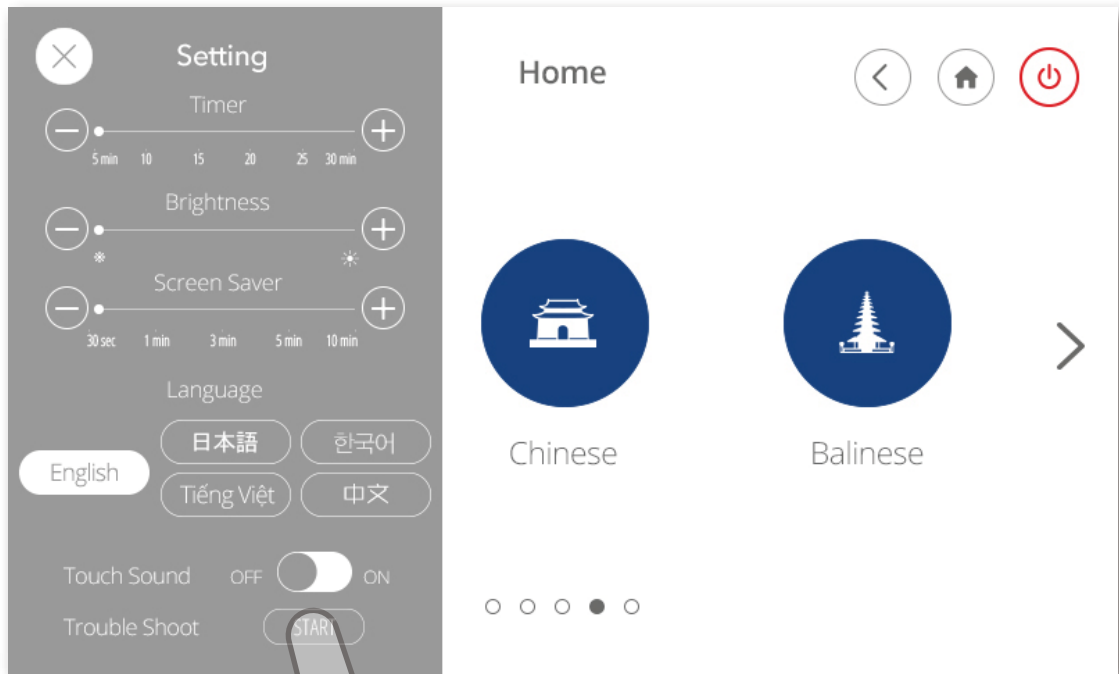 Setting
Timer
5 min 10 15 20 25 30 min
Brightness
Screen Saver
30 sec 1 min 3 min 5 min 10 min
Language
English
日本語 한국어
Tiếng Việt 中文
Touch Sound OFF ON
Trouble Shoot START
Home
Chinese Balinese